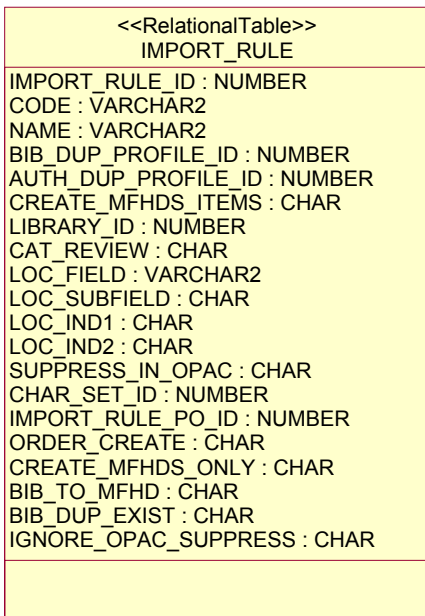 <<RelationalTable>>
IMPORT_RULE
IMPORT_RULE_ID : NUMBER
CODE : VARCHAR2
NAME : VARCHAR2
BIB_DUP_PROFILE_ID : NUMBER
AUTH_DUP_PROFILE_ID : NUMBER
CREATE_MFHDS_ITEMS : CHAR
LIBRARY_ID : NUMBER
CAT_REVIEW : CHAR
LOC_FIELD : VARCHAR2
LOC_SUBFIELD : CHAR
LOC_IND1 : CHAR
LOC_IND2 : CHAR
SUPPRESS_IN_OPAC : CHAR
CHAR_SET_ID : NUMBER
IMPORT_RULE_PO_ID : NUMBER
ORDER_CREATE : CHAR
CREATE_MFHDS_ONLY : CHAR
BIB_TO_MFHD : CHAR
BIB_DUP_EXIST : CHAR
IGNORE_OPAC_SUPPRESS : CHAR